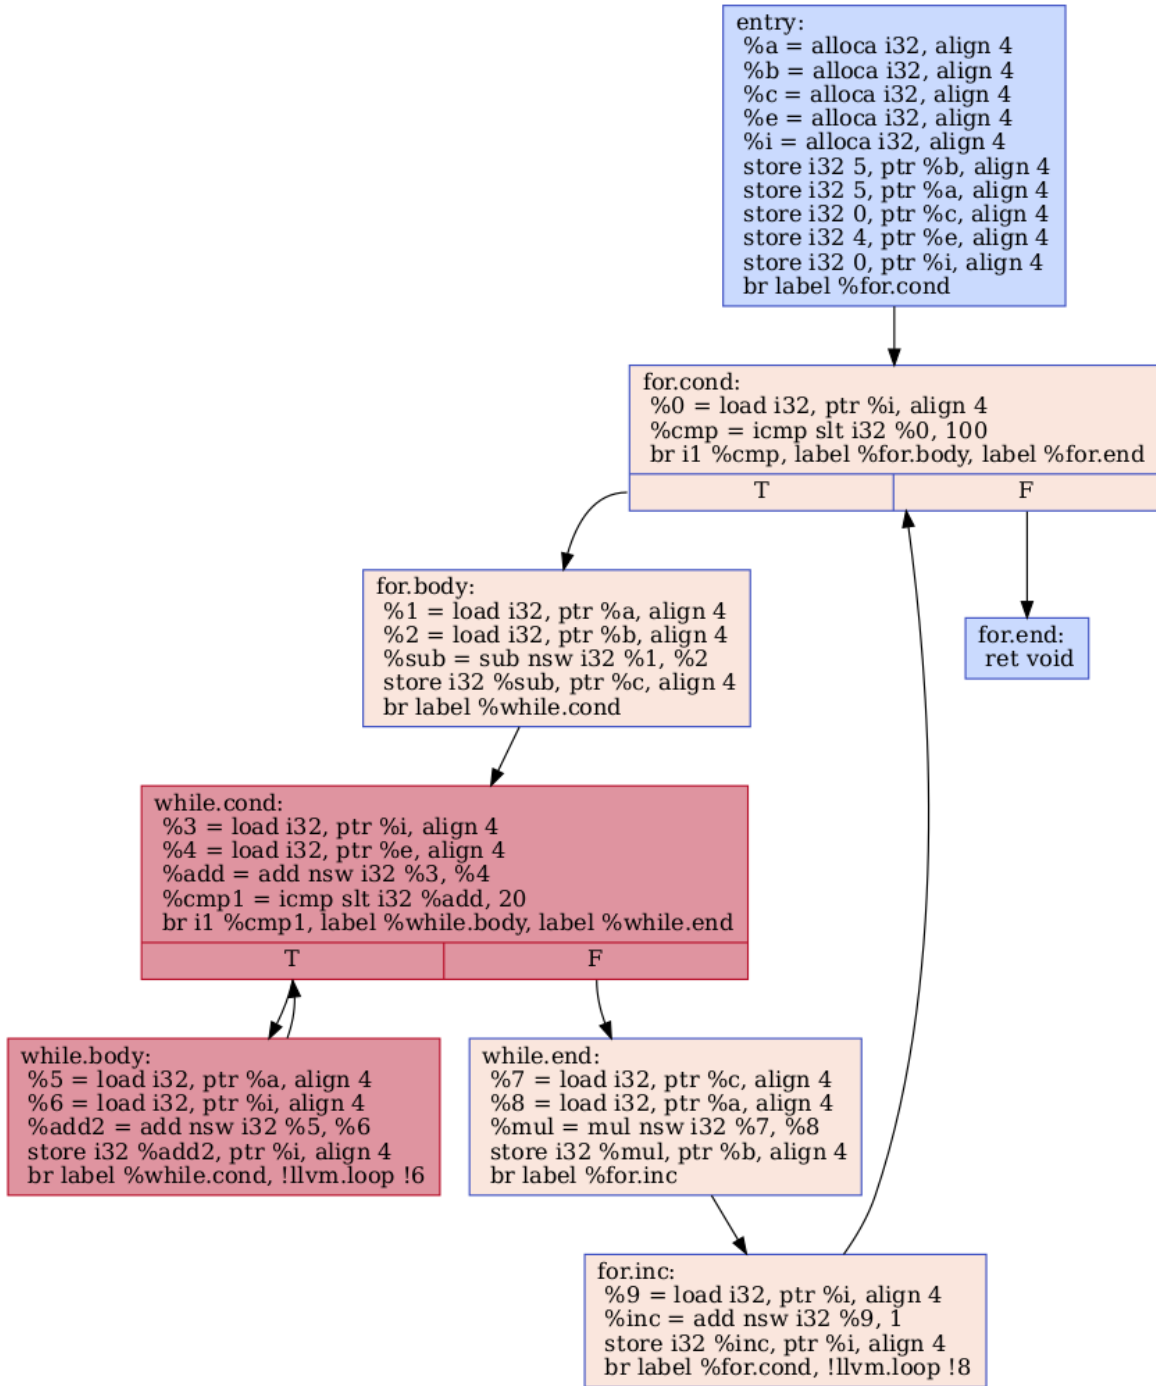 entry:
%a = alloca i32, align 4
%b = alloca i32, align 4
%c = alloca i32, align 4
%e = alloca i32, align 4
%i = alloca i32, align 4
store i32 5, ptr %b, align 4
store i32 5, ptr %a, align 4
store i32 0, ptr %c, align 4
store i32 4, ptr %e, align 4
store i32 0, ptr %i, align 4
br label %for.cond
for.cond:
%0 = load i32, ptr %i, align 4
%cmp = icmp slt i32 %0, 100
br i1 %cmp, label %for.body, label %for.end
T
F
for.body:
%1 = load i32, ptr %a, align 4
%2 = load i32, ptr %b, align 4
%sub = sub nsw i32 %1, %2
store i32 %sub, ptr %c, align 4
br label %while.cond
for.end:
ret void
while.cond:
%3 = load i32, ptr %i, align 4
%4 = load i32, ptr %e, align 4
%add = add nsw i32 %3, %4
%cmp1 = icmp slt i32 %add, 20
br i1 %cmp1, label %while.body, label %while.end
T
F
while.body:
%5 = load i32, ptr %a, align 4
%6 = load i32, ptr %i, align 4
%add2 = add nsw i32 %5, %6
store i32 %add2, ptr %i, align 4
br label %while.cond, !llvm.loop !6
while.end:
%7 = load i32, ptr %c, align 4
%8 = load i32, ptr %a, align 4
%mul = mul nsw i32 %7, %8
store i32 %mul, ptr %b, align 4
br label %for.inc
for.inc:
%9 = load i32, ptr %i, align 4
%inc = add nsw i32 %9, 1
store i32 %inc, ptr %i, align 4
br label %for.cond, !llvm.loop !8